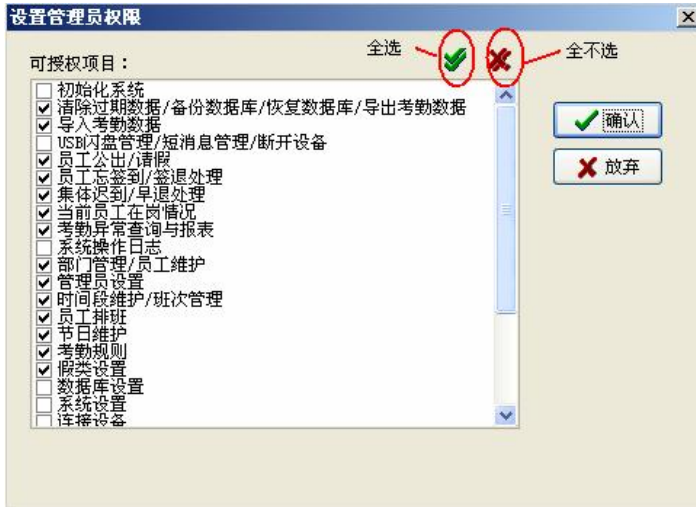 设置管理员权限
全选
全不选
可授权项目：
初始化系统
清除过期数据/备份数据库/恢复数据库/导出考勤数据
导入考勤数据
USB闪盘管理/短消息管理/断开设备
员工公出/请假
员工忘签到/签退处理
集体迟到/早退处理
当前员工在岗情况
考勤异常查询与报表
系统操作日志
部门管理/员工维护
管理员设置
时间段维护/班次管理
员工排班
节日维护
考勤规则
假类设置
数据库设置
系统设置
连接设备
确认
放弃